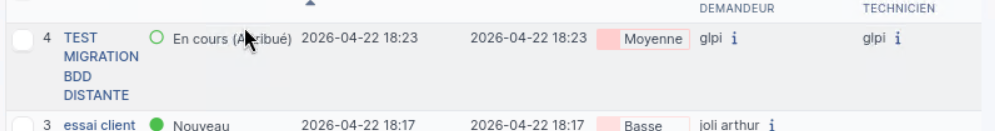 DEMANDEUR TECHNICIEN
4 TEST MIGRATION BDD DISTANTE En cours (Attribué) 2026-04-22 18:23 2026-04-22 18:23 Moyenne glpi i glpi i
3 essai client Nouveau 2026-04-22 18:17 2026-04-22 18:17 Basse joli arthur i